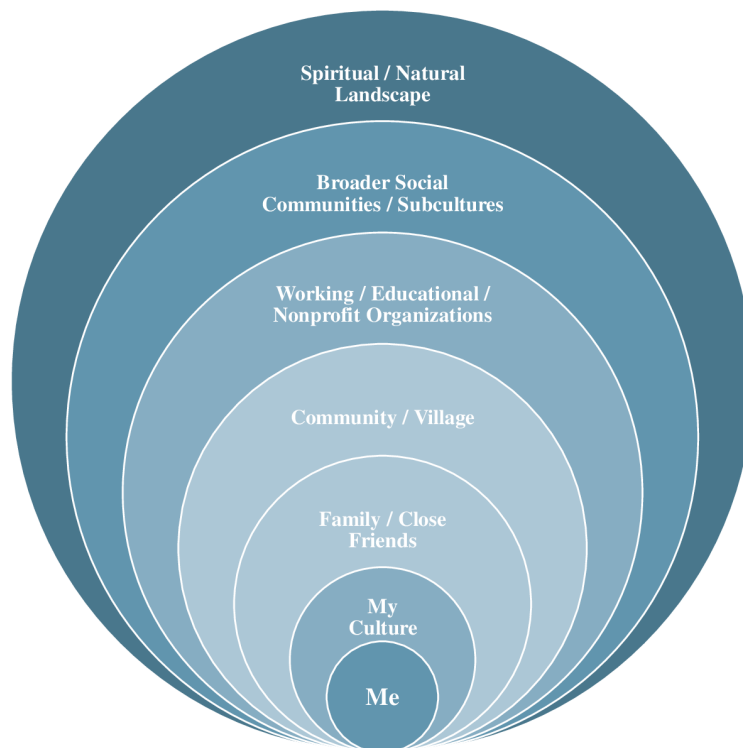 Spiritual / Natural
Landscape
Broader Social
Communities / Subcultures
Working / Educational /
Nonprofit Organizations
Community / Village
Family / Close
Friends
My
Culture
Me